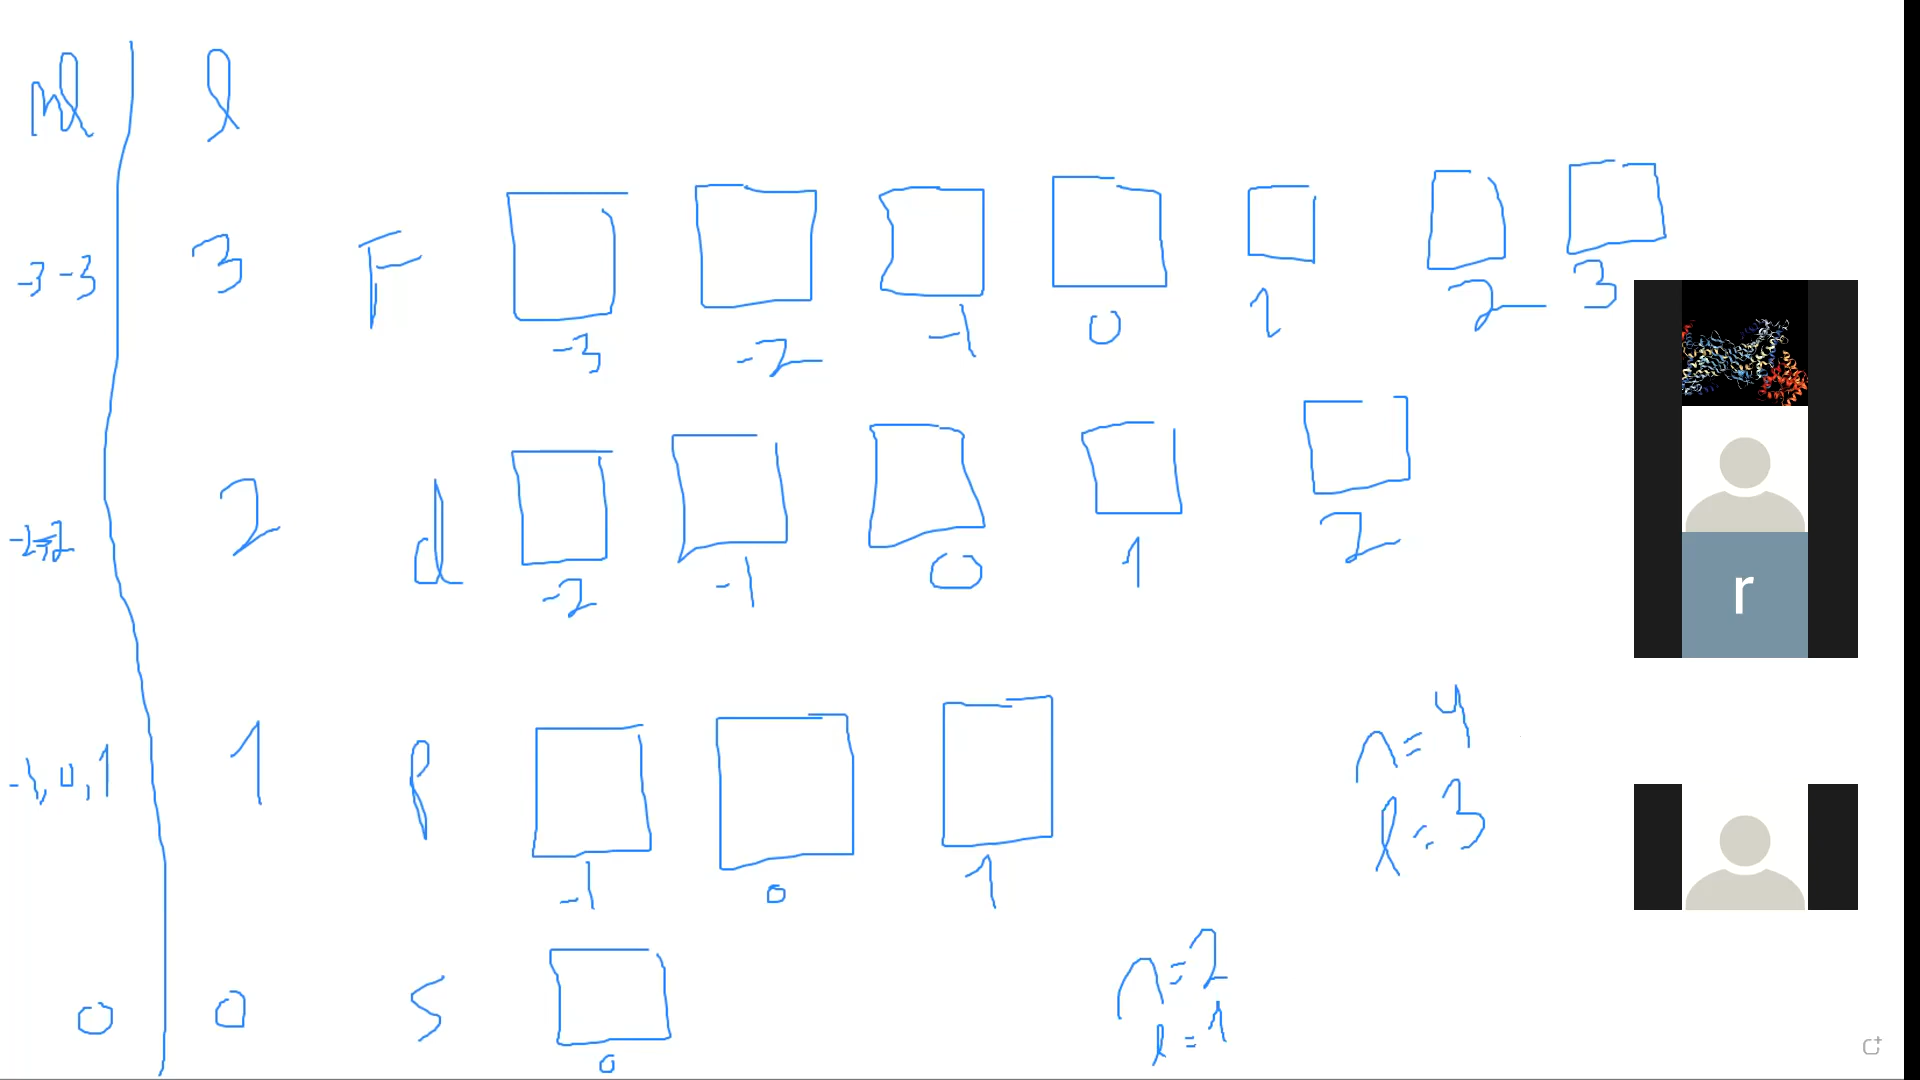 ml l
-3 -3 3 F
-3 -2 -1 0 1 2 3
2 d
-2 -1 0 1 2
-1, 0, 1 1 p
-1 0 1
n=4
l=3
0 0 s
0
n=2
l=1
r